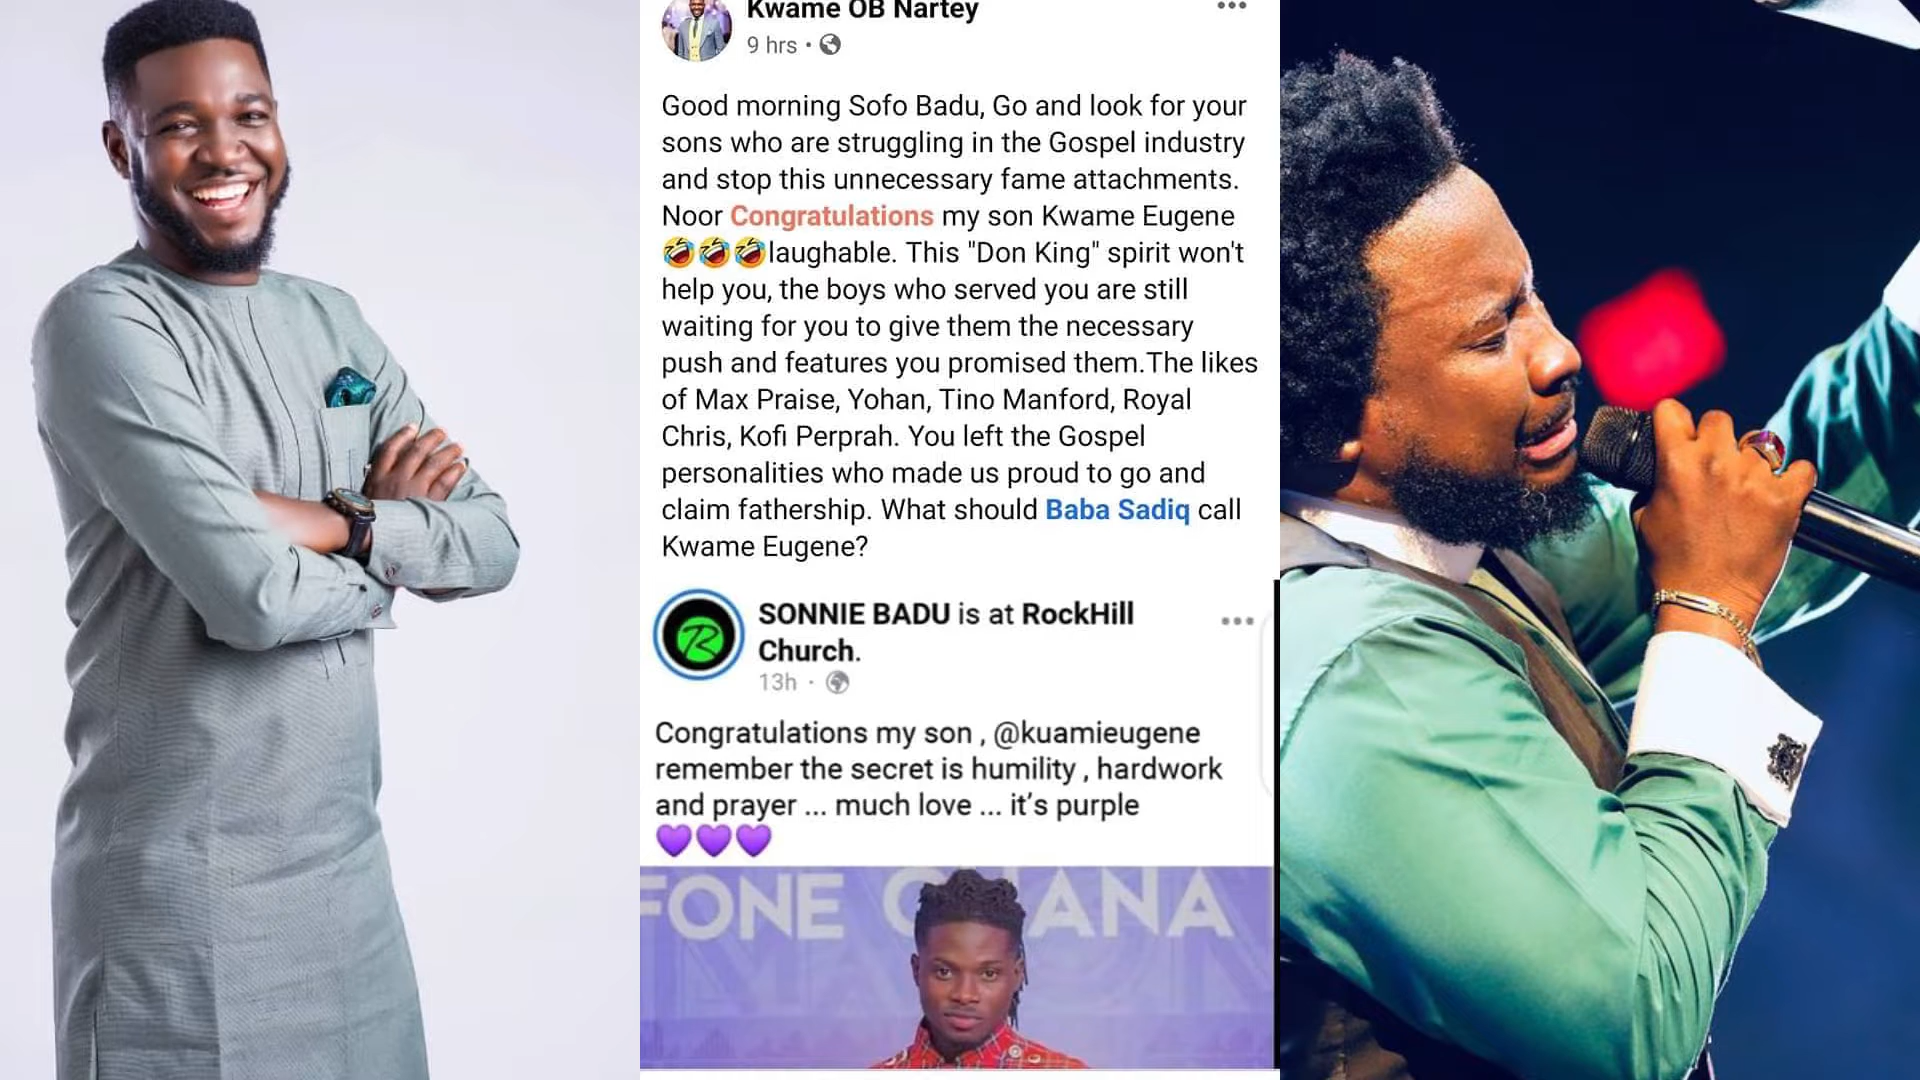 Kwame OB Nartey
9 hrs
Good morning Sofo Badu, Go and look for your
sons who are struggling in the Gospel industry
and stop this unnecessary fame attachments.
Noor Congratulations my son Kwame Eugene
🤣🤣🤣laughable. This "Don King" spirit won't
help you, the boys who served you are still
waiting for you to give them the necessary
push and features you promised them.The likes
of Max Praise, Yohan, Tino Manford, Royal
Chris, Kofi Perprah. You left the Gospel
personalities who made us proud to go and
claim fathership. What should Baba Sadiq call
Kwame Eugene?
SONNIE BADU is at RockHill
Church.
13h
Congratulations my son , @kuamieugene
remember the secret is humility , hardwork
and prayer ... much love ... it's purple
💜💜💜
FONE GHANA